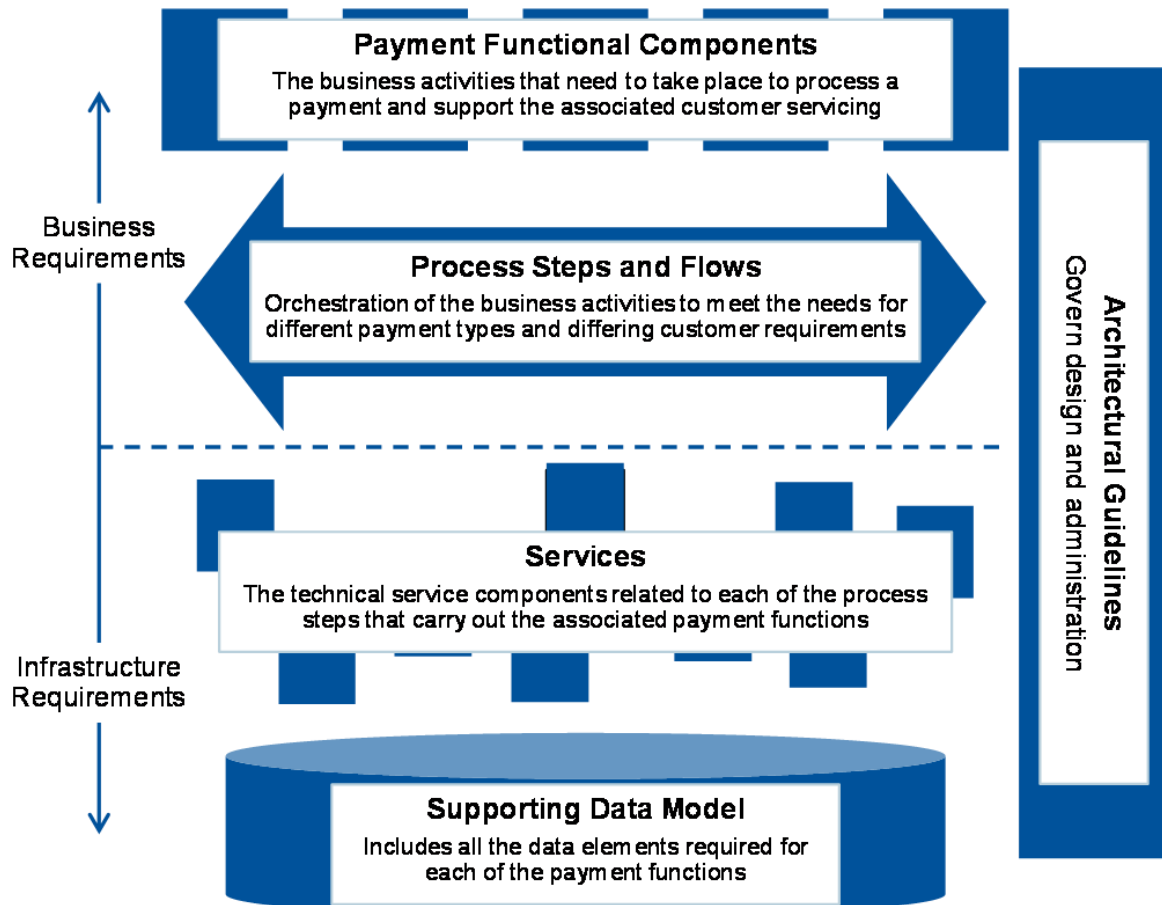 Payment Functional Components
The business activities that need to take place to process a
payment and support the associated customer servicing
Business
Requirements
Process Steps and Flows
Orchestration of the business activities to meet the needs for
different payment types and differing customer requirements
Services
The technical service components related to each of the process
steps that carry out the associated payment functions
Infrastructure
Requirements
Supporting Data Model
Includes all the data elements required for
each of the payment functions
Architectural Guidelines
Govern design and administration